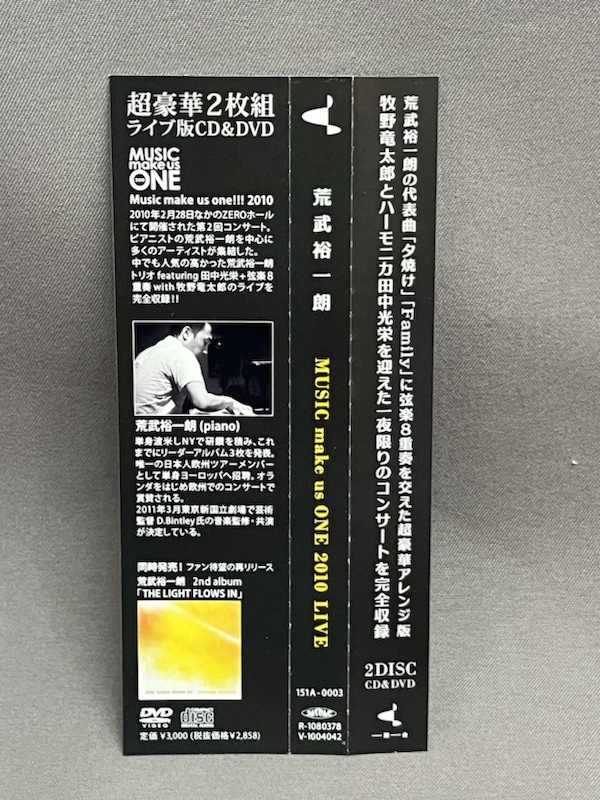 超豪華2枚組
ライブ版CD&DVD
MUSIC
make us
ONE
Music make us one!!! 2010
2010年2月28日なかのZEROホール
にて開催された第2回コンサート。
ピアニストの荒武裕一朗を中心に
多くのアーティストが集結した。
中でも人気の高かった荒武裕一朗
トリオ featuring 田中光栄+弦楽8
重奏 with 牧野竜太郎のライブを
完全収録!!
荒武裕一朗 (piano)
単身渡米しNYで研鑽を積み、これ
までにリーダーアルバム3枚を発表。
唯一の日本人欧州ツアーメンバー
として単身ヨーロッパへ招聘。オラ
ンダをはじめ欧州でのコンサートで
賞賛される。
2011年3月東京新国立劇場で芸術
監督 D.Bintley氏の音楽監修・共演
が決定している。
同時発売! ファン待望の再リリース
荒武裕一朗 2nd album
「THE LIGHT FLOWS IN」
THE LIGHT FLOWS IN
DVD
VIDEO
COMPACT
disc
DIGITAL AUDIO
定価 ¥3,000 (税抜価格 ¥2,858)
荒武裕一朗
MUSIC make us ONE 2010 LIVE
151A-0003
R-1080378
V-1004042
荒武裕一朗の代表曲「夕焼け」「Family」に弦楽8重奏を交えた超豪華アレンジ版
牧野竜太郎とハーモニカ田中光栄を迎えた一夜限りのコンサートを完全収録
2DISC
CD&DVD